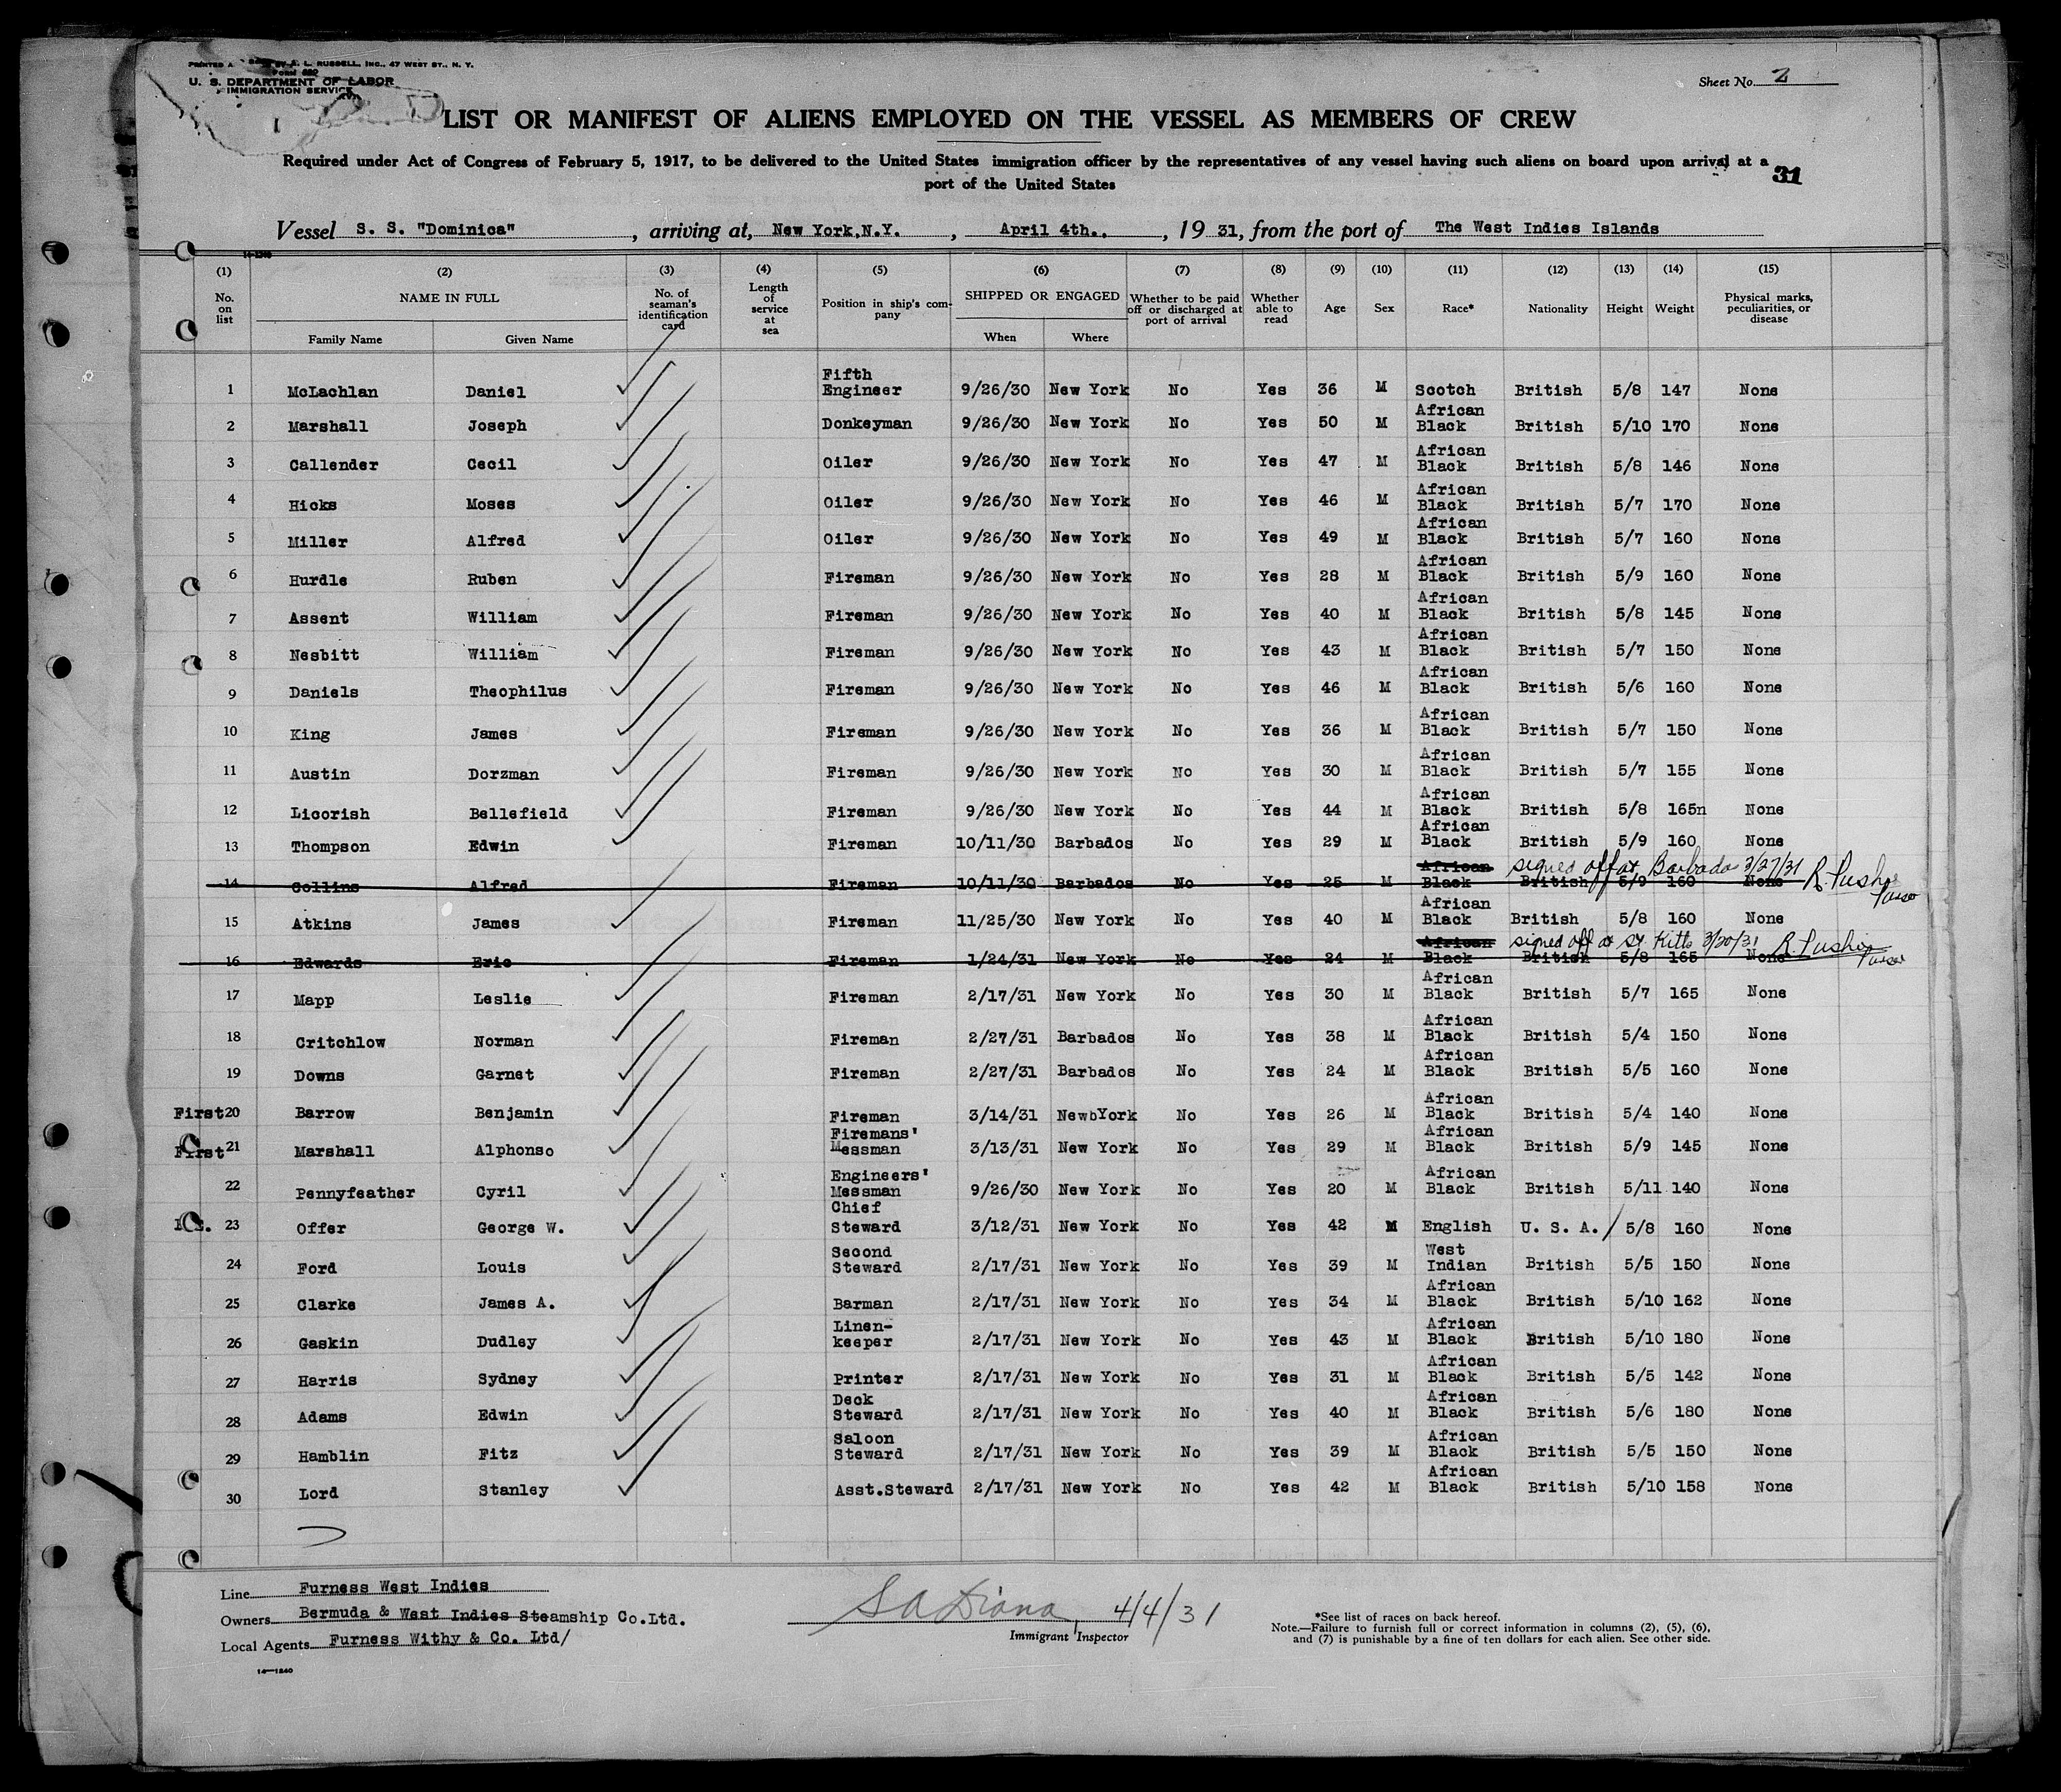 PRINTED A BY A. L. RUSSELL, INC., 47 WEST ST., N. Y.
Form 689
U. S. DEPARTMENT OF LABOR
IMMIGRATION SERVICE
Sheet No. 2
LIST OR MANIFEST OF ALIENS EMPLOYED ON THE VESSEL AS MEMBERS OF CREW
Required under Act of Congress of February 5, 1917, to be delivered to the United States immigration officer by the representatives of any vessel having such aliens on board upon arrival at a
port of the United States
31
Vessel S. S. "Dominica", arriving at, New York,N.Y., April 4th., 19 31, from the port of The West Indies Islands
14-1240
(1) (2) (3) (4) (5) (6) (7) (8) (9) (10) (11) (12) (13) (14) (15)
No. on list NAME IN FULL No. of seaman's identification card Length of service at sea Position in ship's company SHIPPED OR ENGAGED Whether to be paid off or discharged at port of arrival Whether able to read Age Sex Race* Nationality Height Weight Physical marks, peculiarities, or disease
Family Name Given Name When Where
1 McLachlan Daniel Fifth Engineer 9/26/30 New York No Yes 36 M Scotch British 5/8 147 None
2 Marshall Joseph Donkeyman 9/26/30 New York No Yes 50 M African Black British 5/10 170 None
3 Callender Cecil Oiler 9/26/30 New York No Yes 47 M African Black British 5/8 146 None
4 Hicks Moses Oiler 9/26/30 New York No Yes 46 M African Black British 5/7 170 None
5 Miller Alfred Oiler 9/26/30 New York No Yes 49 M African Black British 5/7 160 None
6 Hurdle Ruben Fireman 9/26/30 New York No Yes 28 M African Black British 5/9 160 None
7 Assent William Fireman 9/26/30 New York No Yes 40 M African Black British 5/8 145 None
8 Nesbitt William Fireman 9/26/30 New York No Yes 43 M African Black British 5/7 150 None
9 Daniels Theophilus Fireman 9/26/30 New York No Yes 46 M African Black British 5/6 160 None
10 King James Fireman 9/26/30 New York No Yes 36 M African Black British 5/7 150 None
11 Austin Dorzman Fireman 9/26/30 New York No Yes 30 M African Black British 5/7 155 None
12 Licorish Bellefield Fireman 9/26/30 New York No Yes 44 M African Black British 5/8 165n None
13 Thompson Edwin Fireman 10/11/30 Barbados No Yes 29 M African Black British 5/9 160 None
signed off at Barbados 3/27/31
14 Collins Alfred Fireman 10/11/30 Barbados No Yes 25 M African Black British 5/9 160 None Purser
15 Atkins James Fireman 11/25/30 New York No Yes 40 M African Black British 5/8 160 None
signed off at St Kitts 3/30/31
16 Edwards Eric Fireman 1/24/31 New York No Yes 24 M African Black British 5/8 165 None Purser
17 Mapp Leslie Fireman 2/17/31 New York No Yes 30 M African Black British 5/7 165 None
18 Critchlow Norman Fireman 2/27/31 Barbados No Yes 38 M African Black British 5/4 150 None
19 Downs Garnet Fireman 2/27/31 Barbados No Yes 24 M African Black British 5/5 160 None
First 20 Barrow Benjamin Fireman 3/14/31 NewbYork No Yes 26 M African Black British 5/4 140 None
First 21 Marshall Alphonso Firemans' Messman 3/13/31 New York No Yes 29 M African Black British 5/9 145 None
22 Pennyfeather Cyril Engineers' Messman 9/26/30 New York No Yes 20 M African Black British 5/11 140 None
23 Offer George W. Chief Steward 3/12/31 New York No Yes 42 M English U. S. A. / 5/8 160 None
24 Ford Louis Second Steward 2/17/31 New York No Yes 39 M West Indian British 5/5 150 None
25 Clarke James A. Barman 2/17/31 New York No Yes 34 M African Black British 5/10 162 None
26 Gaskin Dudley Linen-keeper 2/17/31 New York No Yes 43 M African Black British 5/10 180 None
27 Harris Sydney Printer 2/17/31 New York No Yes 31 M African Black British 5/5 142 None
28 Adams Edwin Deck Steward 2/17/31 New York No Yes 40 M African Black British 5/6 180 None
29 Hamblin Fitz Saloon Steward 2/17/31 New York No Yes 39 M African Black British 5/5 150 None
30 Lord Stanley Asst.Steward 2/17/31 New York No Yes 42 M African Black British 5/10 158 None
Line Furness West Indies
Owners Bermuda & West Indies Steamship Co.Ltd.
Local Agents Furness Withy & Co. Ltd/
4/4/31
Immigrant Inspector
*See list of races on back hereof.
Note.—Failure to furnish full or correct information in columns (2), (5), (6),
and (7) is punishable by a fine of ten dollars for each alien. See other side.
14—1240